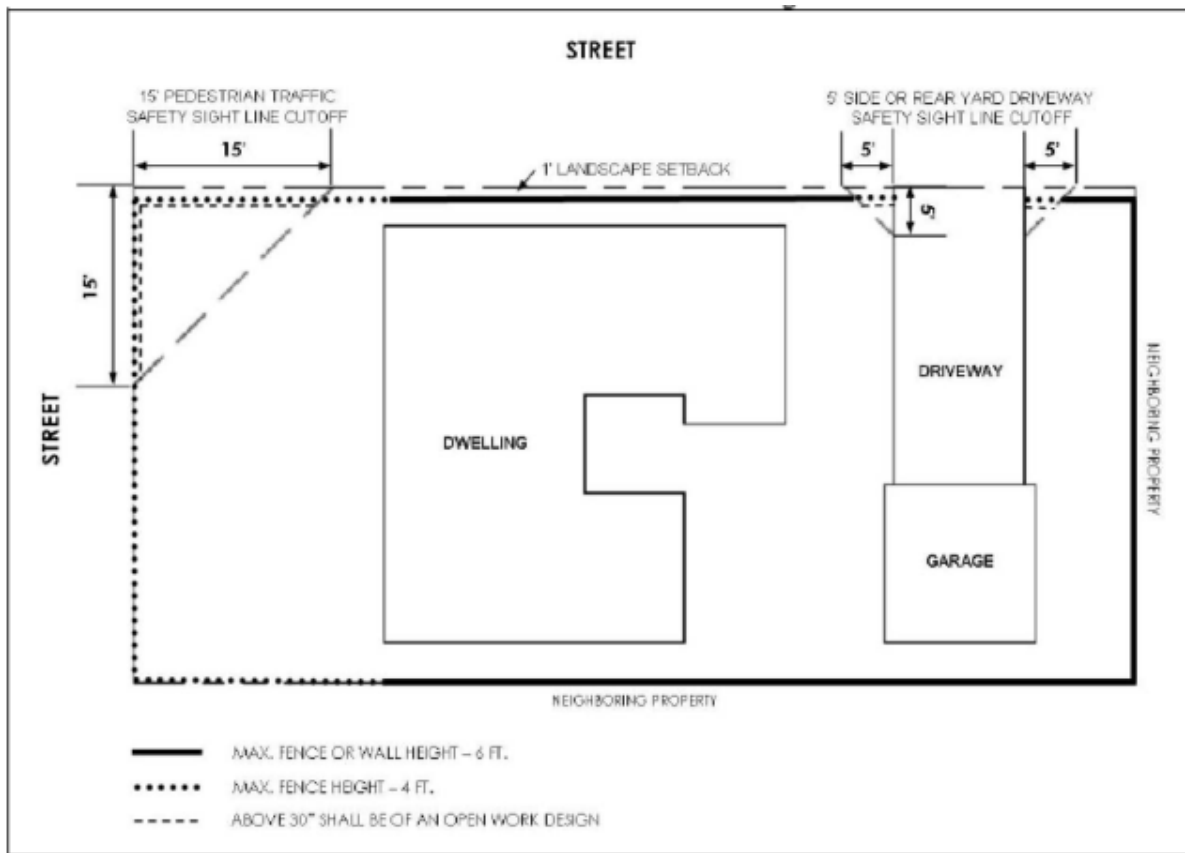 STREET
15' PEDESTRIAN TRAFFIC
SAFETY SIGHT LINE CUTOFF
5' SIDE OR REAR YARD DRIVEWAY
SAFETY SIGHT LINE CUTOFF
15'
5'
5'
1' LANDSCAPE SETBACK
5'
15'
STREET
DWELLING
DRIVEWAY
GARAGE
NEIGHBORING PROPERTY
NEIGHBORING PROPERTY
MAX. FENCE OR WALL HEIGHT – 6 FT.
MAX. FENCE HEIGHT – 4 FT.
ABOVE 30" SHALL BE OF AN OPEN WORK DESIGN